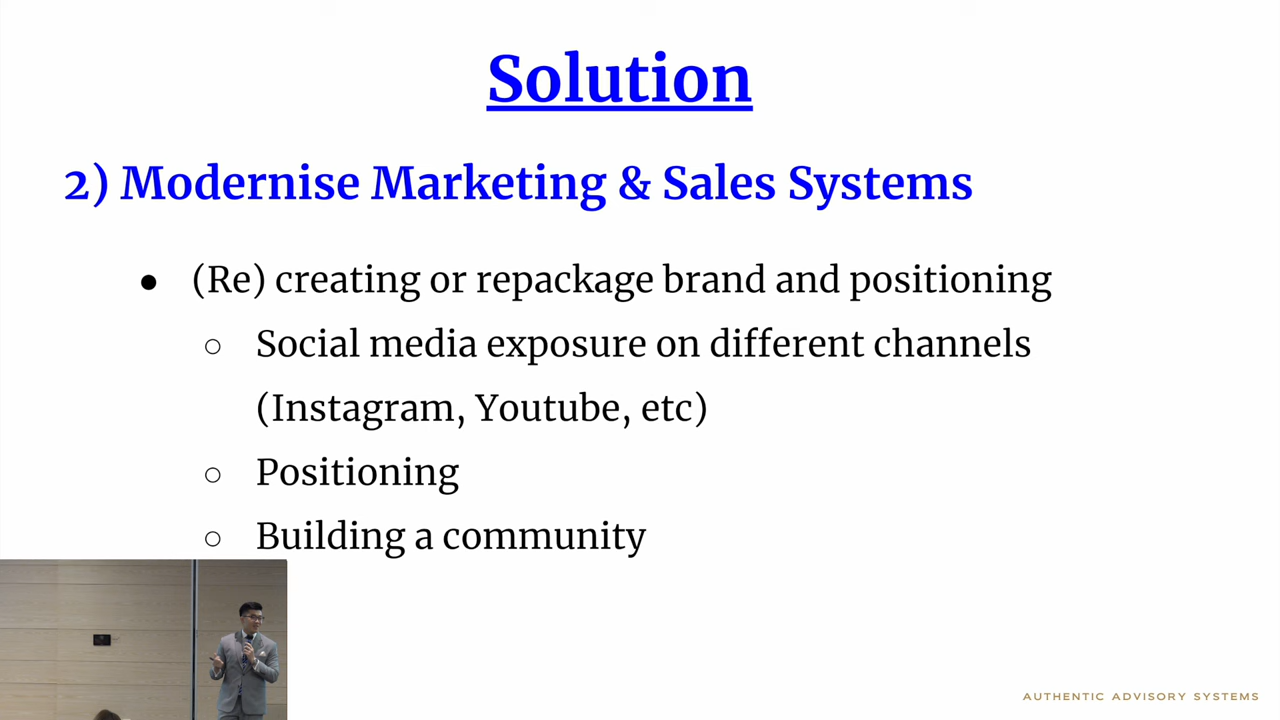 Solution
2) Modernise Marketing & Sales Systems
● (Re) creating or repackage brand and positioning
○ Social media exposure on different channels
(Instagram, Youtube, etc)
○ Positioning
○ Building a community
AUTHENTIC ADVISORY SYSTEMS